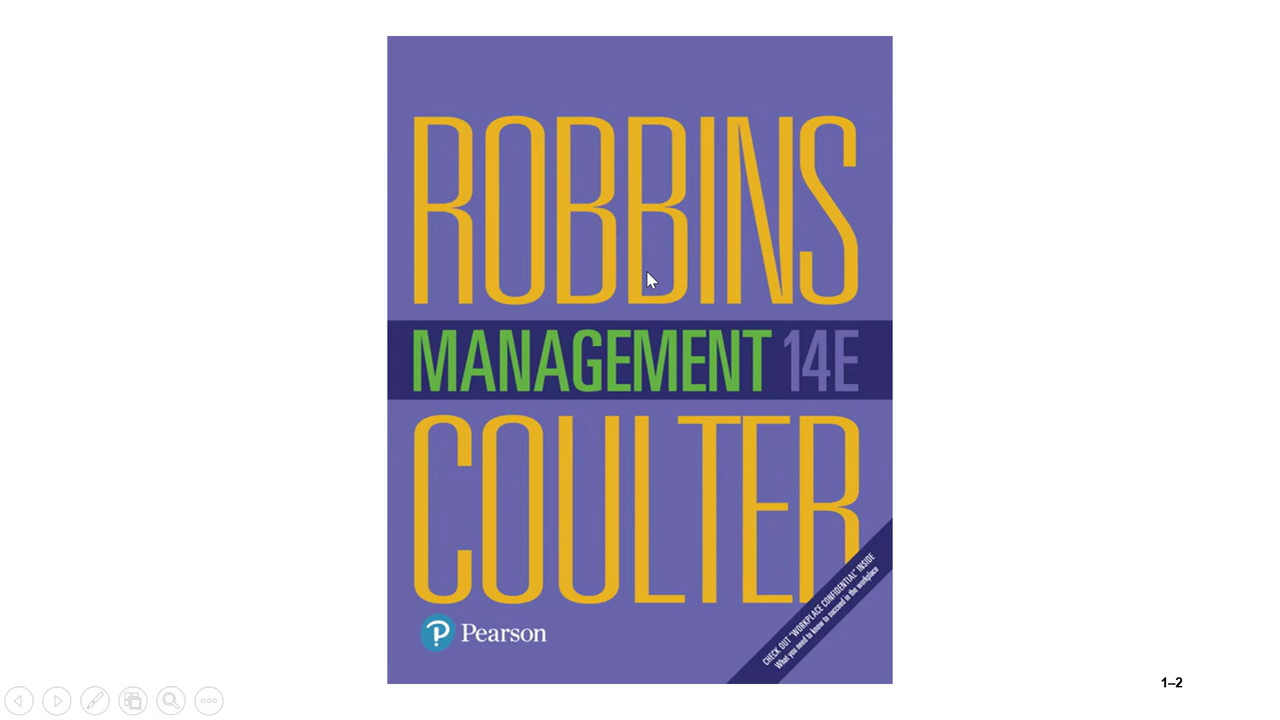 ROBBINS
MANAGEMENT 14E
COULTER
CHECK OUT "WORKPLACE CONFIDENTIAL" INSIDE
What you need to know to succeed in the workplace
Pearson
1–2